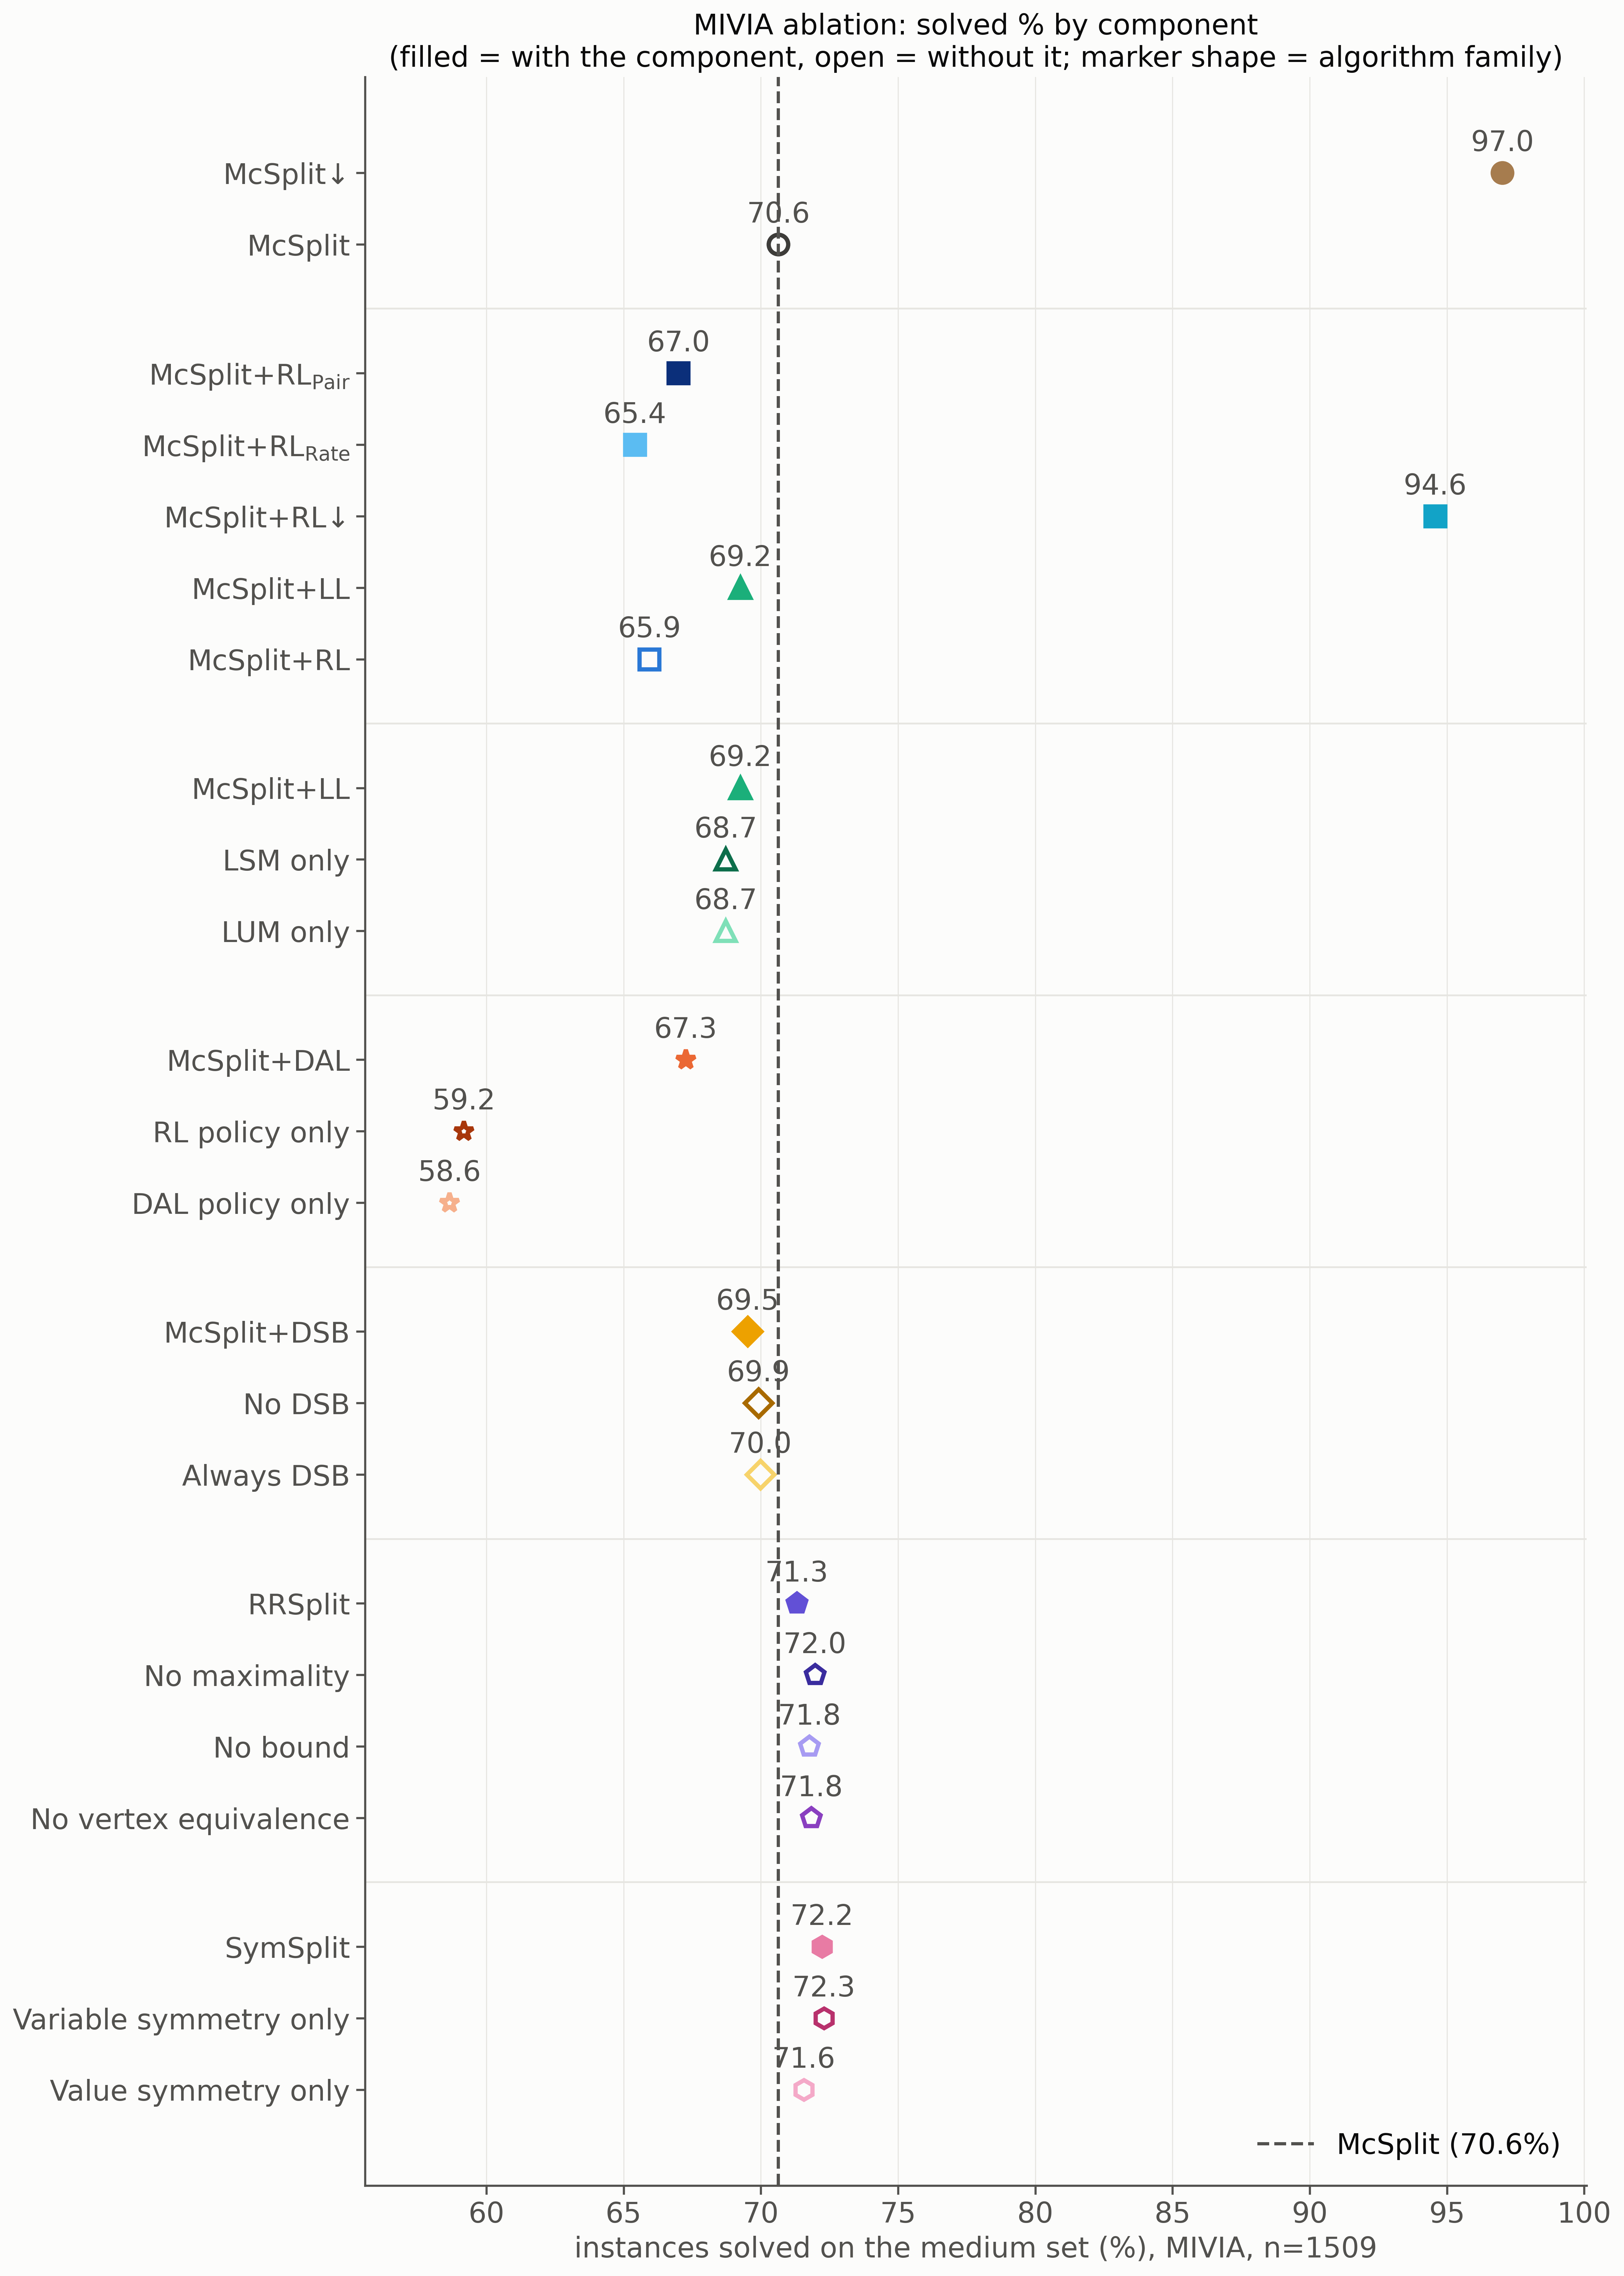 MIVIA ablation: solved % by component
(filled = with the component, open = without it; marker shape = algorithm family)
McSplit↓
97.0
McSplit
70.6
McSplit+RL_Pair
67.0
McSplit+RL_Rate
65.4
McSplit+RL↓
94.6
McSplit+LL
69.2
McSplit+RL
65.9
McSplit+LL
69.2
LSM only
68.7
LUM only
68.7
McSplit+DAL
67.3
RL policy only
59.2
DAL policy only
58.6
McSplit+DSB
69.5
No DSB
69.9
Always DSB
70.0
RRSplit
71.3
No maximality
72.0
No bound
71.8
No vertex equivalence
71.8
SymSplit
72.2
Variable symmetry only
72.3
Value symmetry only
71.6
McSplit (70.6%)
60 65 70 75 80 85 90 95 100
instances solved on the medium set (%), MIVIA, n=1509